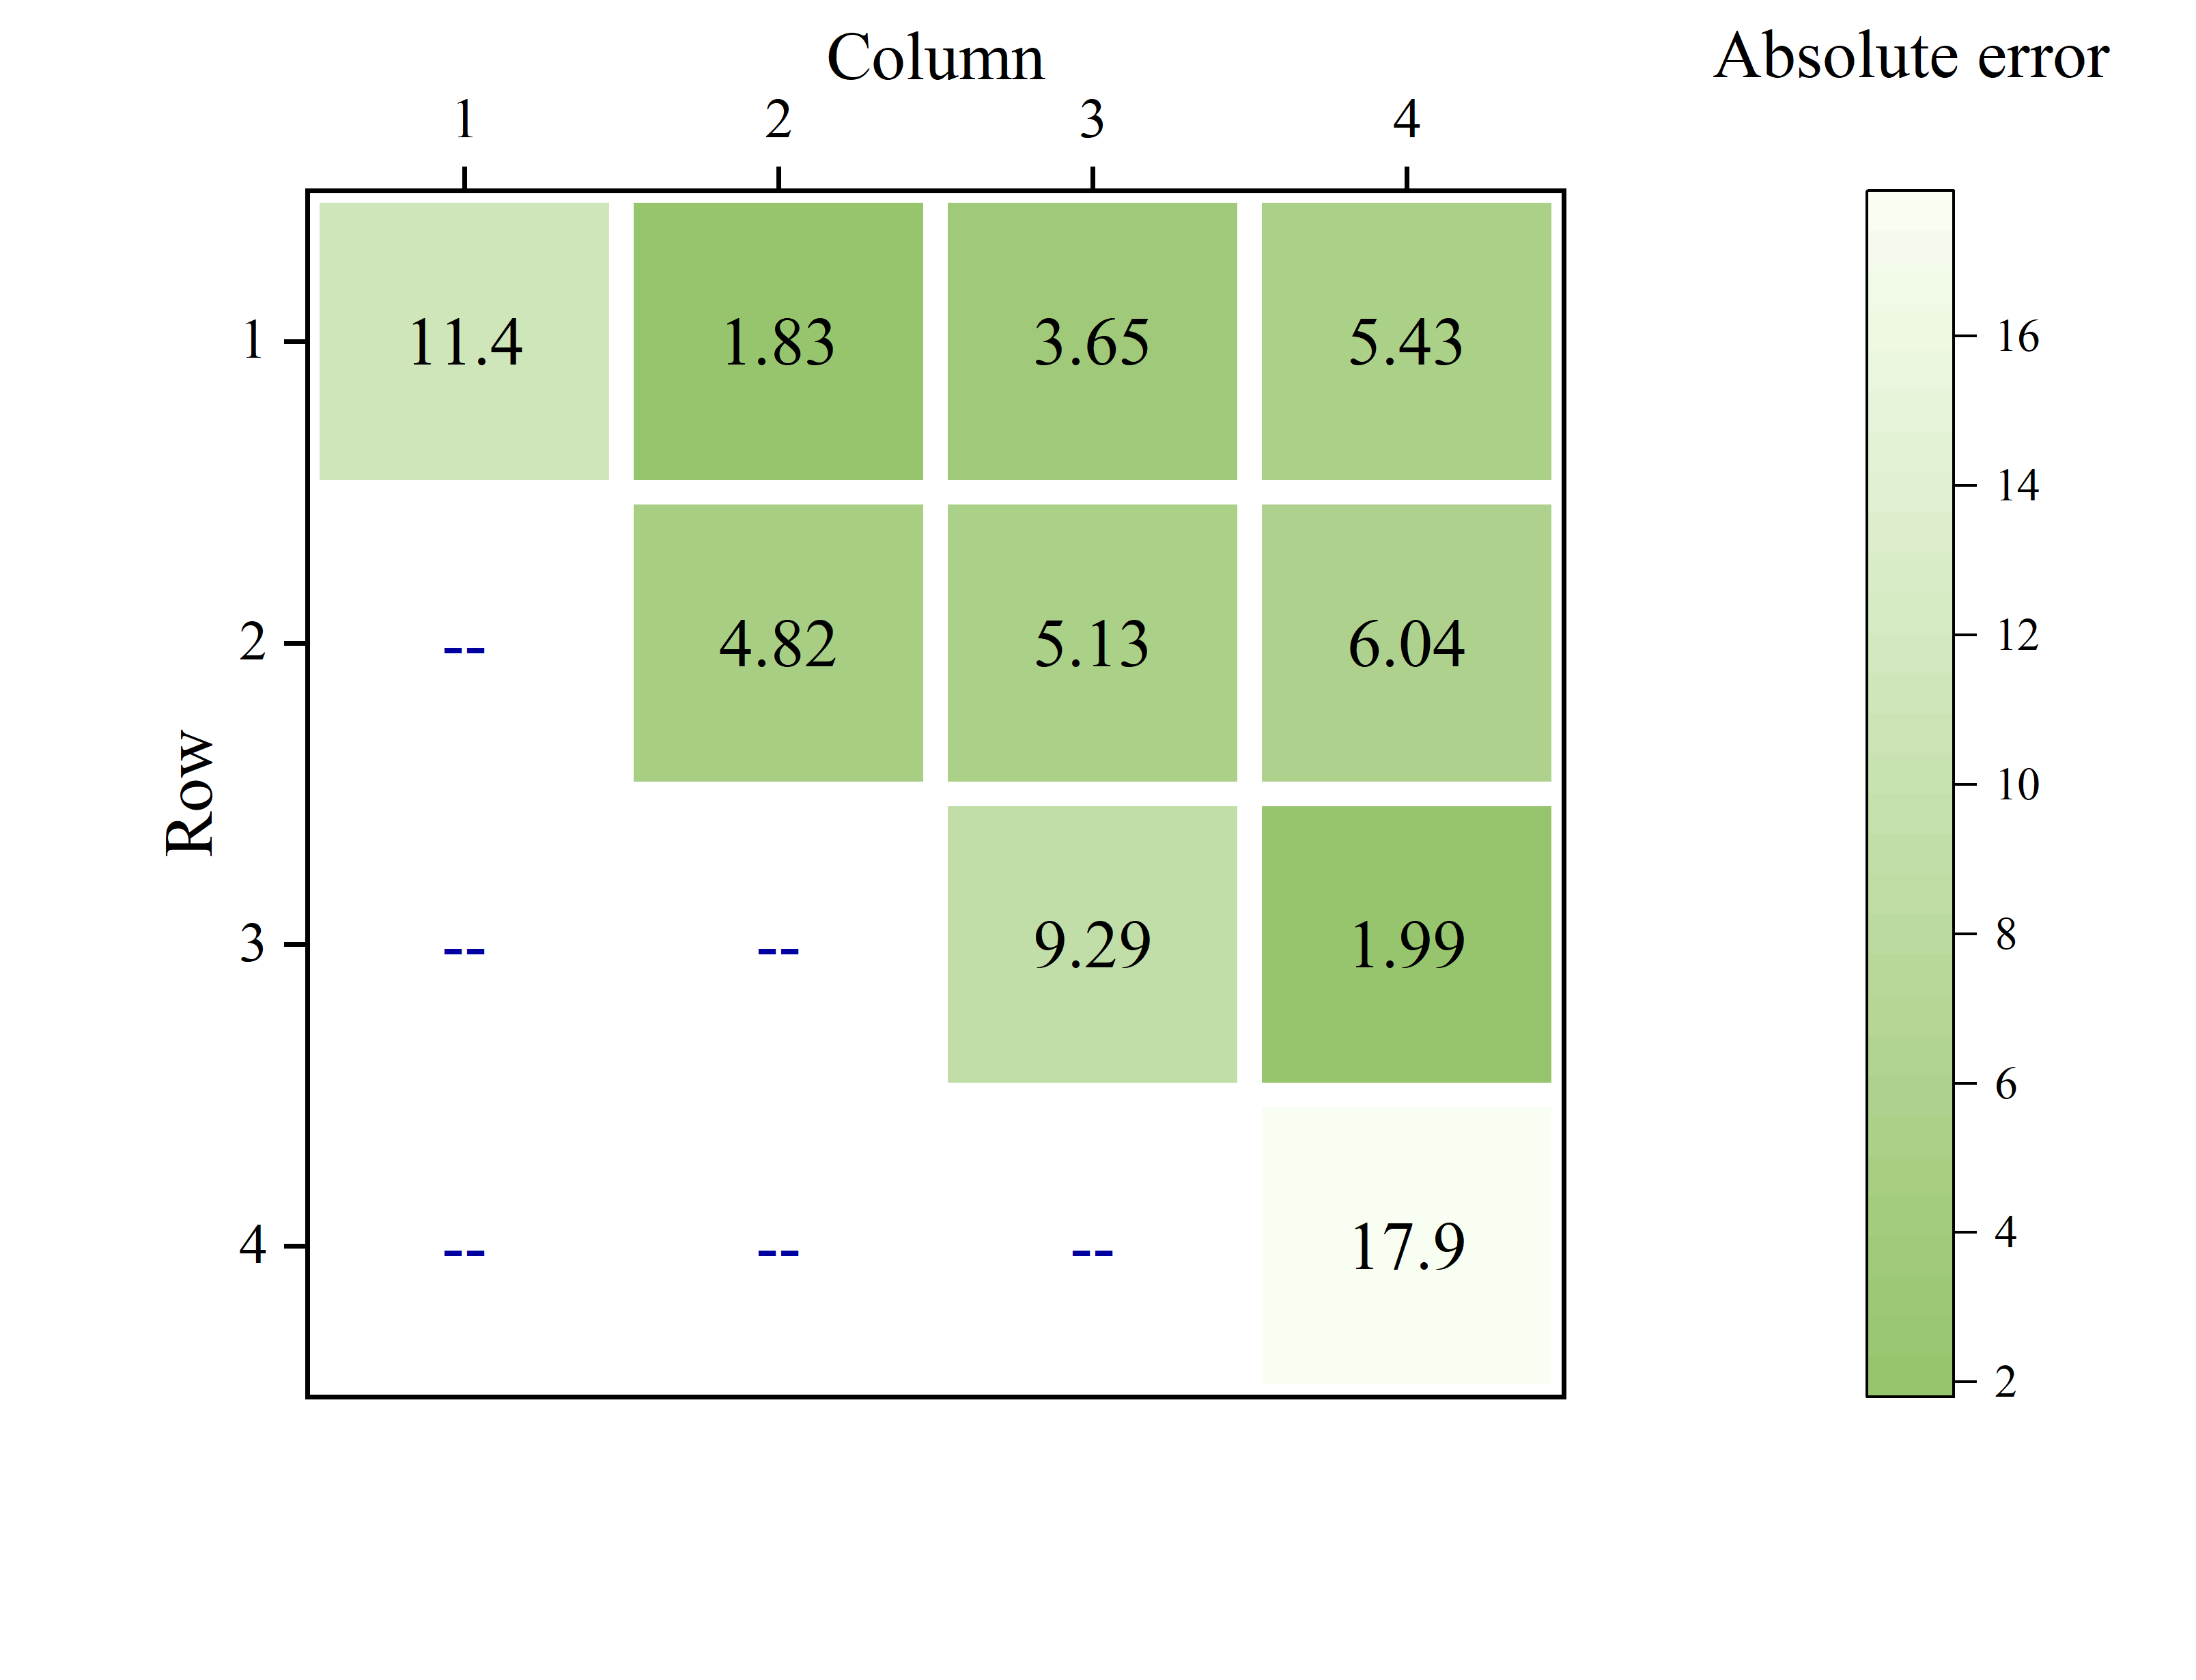 Column
Absolute error
1 2 3 4
1 11.4 1.83 3.65 5.43
2 -- 4.82 5.13 6.04
3 -- -- 9.29 1.99
4 -- -- -- 17.9
Row
16
14
12
10
8
6
4
2